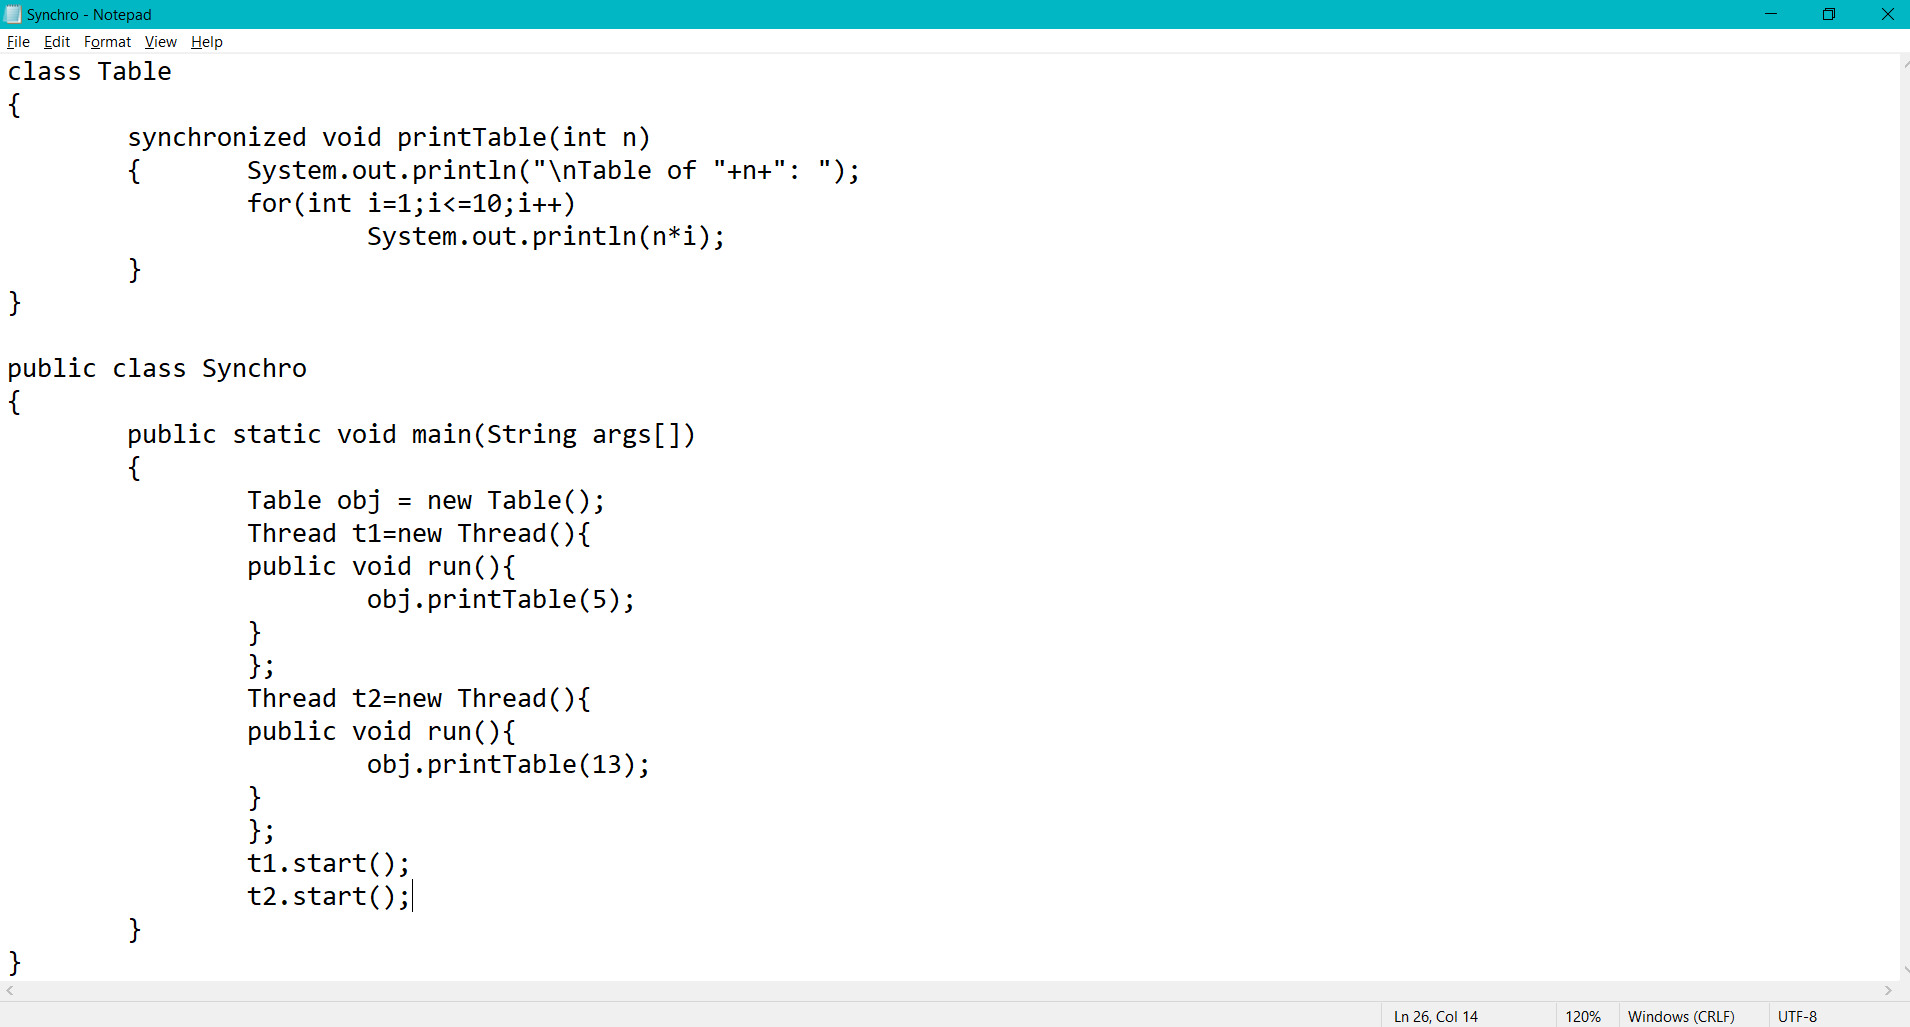 Synchro - Notepad
File Edit Format View Help
class Table
{
        synchronized void printTable(int n)
        {       System.out.println("\nTable of "+n+": ");
                for(int i=1;i<=10;i++)
                        System.out.println(n*i);
        }
}

public class Synchro
{
        public static void main(String args[])
        {
                Table obj = new Table();
                Thread t1=new Thread(){
                public void run(){
                        obj.printTable(5);
                }
                };
                Thread t2=new Thread(){
                public void run(){
                        obj.printTable(13);
                }
                };
                t1.start();
                t2.start();
        }
}
Ln 26, Col 14 120% Windows (CRLF) UTF-8